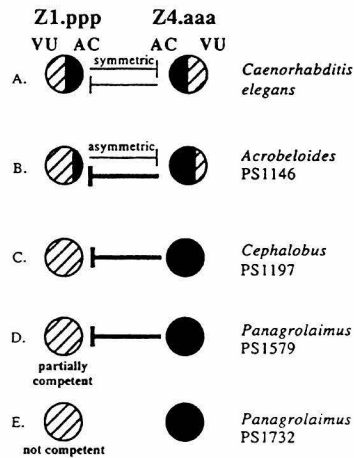 Z1.ppp Z4.aaa
VU AC AC VU
A. symmetric Caenorhabditis
elegans
B. asymmetric Acrobeloides
PS1146
C. Cephalobus
PS1197
D. Panagrolaimus
PS1579
partially
competent
E. Panagrolaimus
PS1732
not competent